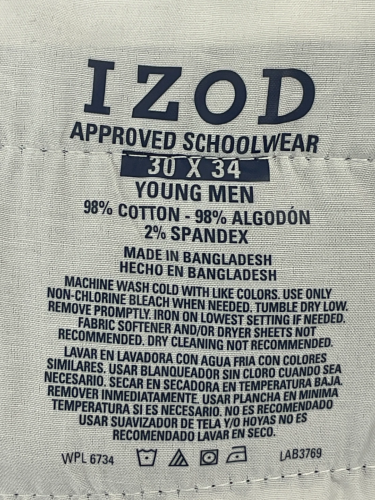 IZOD
APPROVED SCHOOLWEAR
30 X 34
YOUNG MEN
98% COTTON - 98% ALGODÓN
2% SPANDEX
MADE IN BANGLADESH
HECHO EN BANGLADESH
MACHINE WASH COLD WITH LIKE COLORS. USE ONLY
NON-CHLORINE BLEACH WHEN NEEDED. TUMBLE DRY LOW.
REMOVE PROMPTLY. IRON ON LOWEST SETTING IF NEEDED.
FABRIC SOFTENER AND/OR DRYER SHEETS NOT
RECOMMENDED. DRY CLEANING NOT RECOMMENDED.
LAVAR EN LAVADORA CON AGUA FRIA CON COLORES
SIMILARES. USAR BLANQUEADOR SIN CLORO CUANDO SEA
NECESARIO. SECAR EN SECADORA EN TEMPERATURA BAJA.
REMOVER INMEDIATAMENTE. USAR PLANCHA EN MINIMA
TEMPERATURA SI ES NECESARIO. NO ES RECOMENDADO
USAR SUAVIZADOR DE TELA Y/O HOYAS NO ES
RECOMENDADO LAVAR EN SECO.
WPL 6734 LAB3769